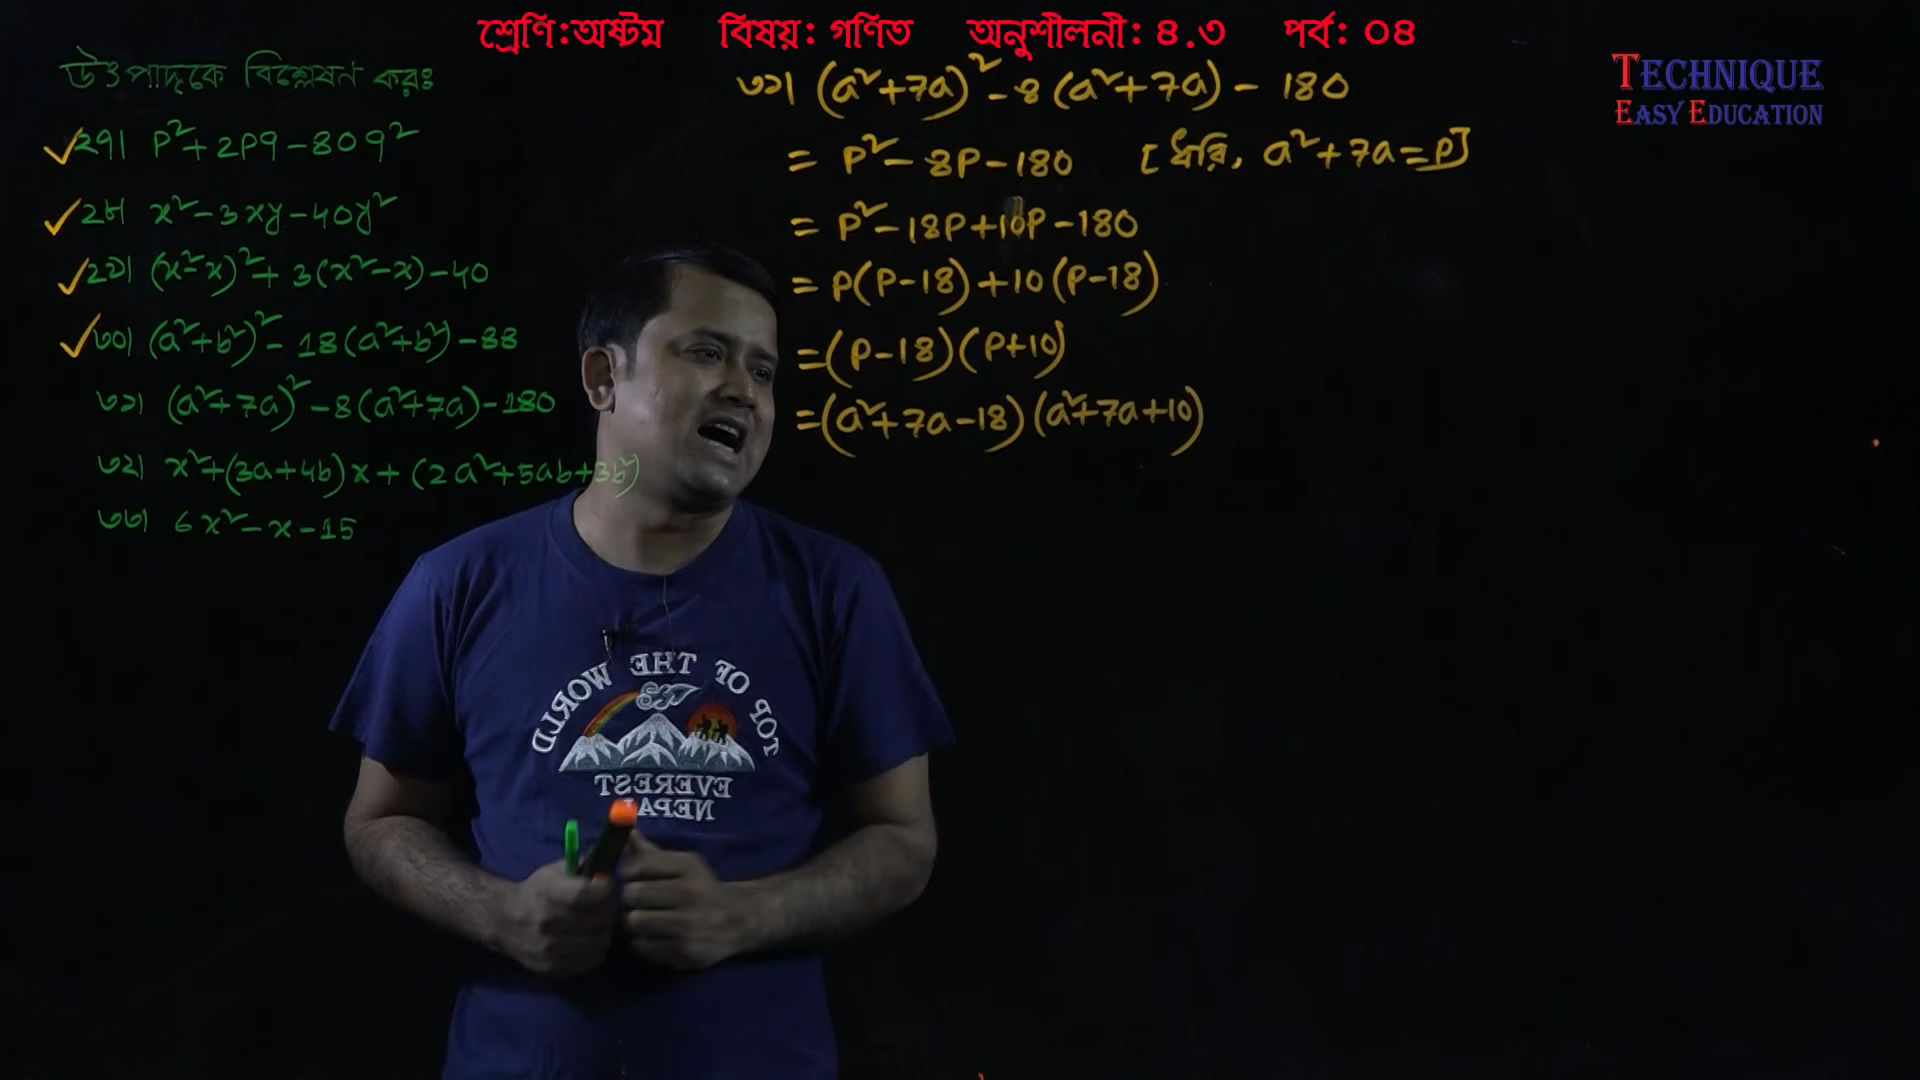 শ্রেণি:অষ্টম বিষয়: গণিত অনুশীলনী: ৪.৩ পর্ব: ০৪
TECHNIQUE
EASY EDUCATION
উৎপাদকে বিশ্লেষণ কর:
২৭। p² + 2pq - 80q²
২৮। x² - 3xy - 40y²
২৯। (x² - x)² + 3(x² - x) - 40
৩০। (a² + b²)² - 18(a² + b²) - 88
৩১। (a² + 7a)² - 8(a² + 7a) - 180
৩২। x² + (3a + 4b)x + (2a² + 5ab + 3b²)
৩৩। 6x² - x - 15
৩১। (a² + 7a)² - 8(a² + 7a) - 180
= p² - 8p - 180 [ধরি, a² + 7a = p]
= p² - 18p + 10p - 180
= p(p - 18) + 10(p - 18)
= (p - 18)(p + 10)
= (a² + 7a - 18)(a² + 7a + 10)
TOP OF THE WORLD
EVEREST
NEPAL